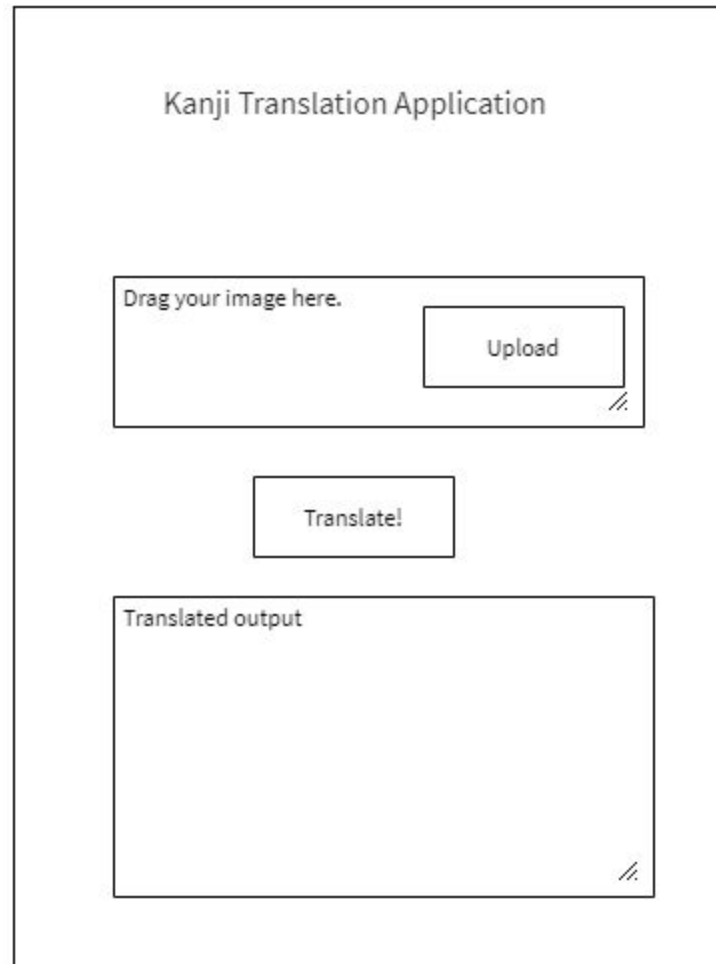 Kanji Translation Application
Drag your image here.
Upload
Translate!
Translated output